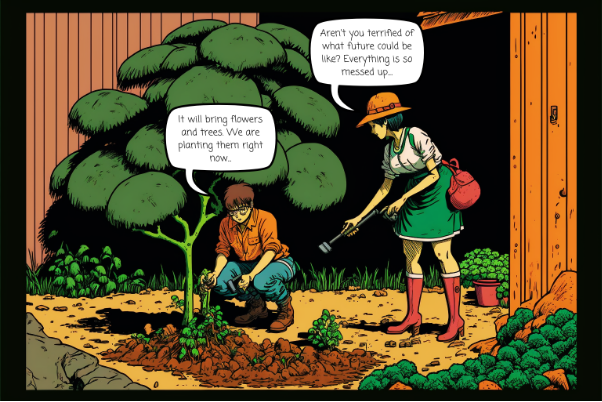 Aren't you terrified of
what future could be
like? Everything is so
messed up...
It will bring flowers
and trees. We are
planting them right
now..